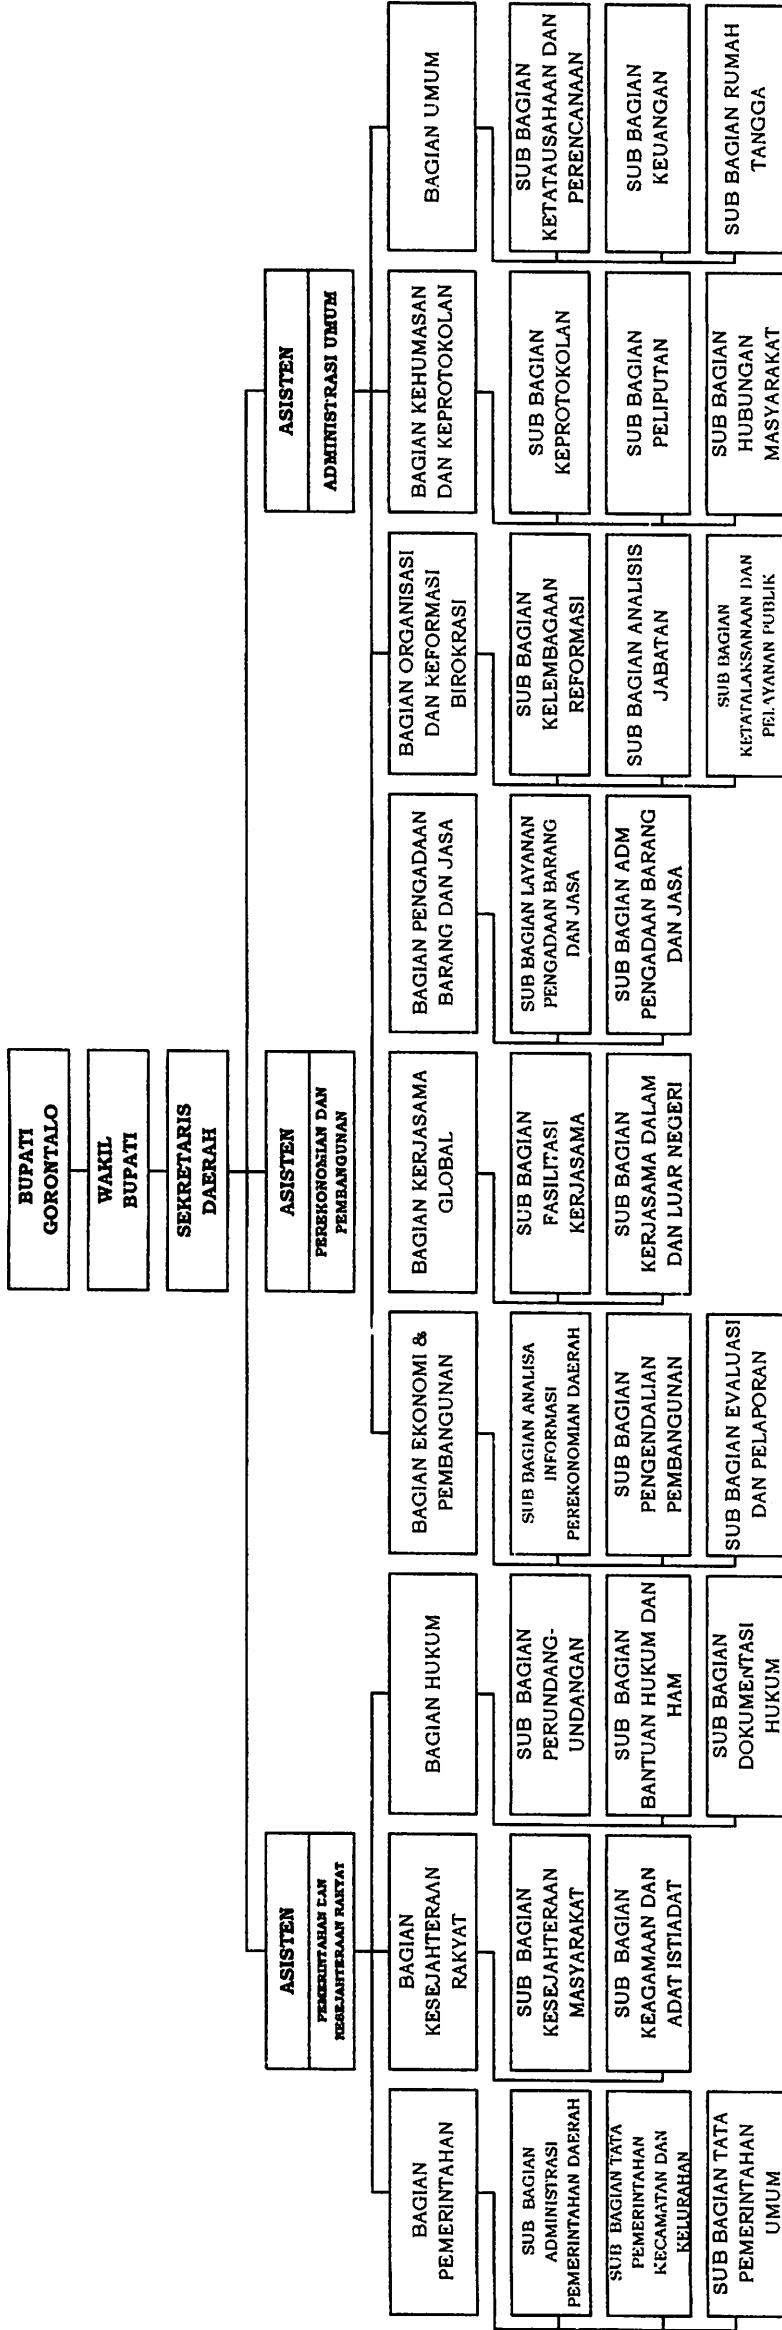 BUPATI
GORONTALO
WAKIL
BUPATI
SEKRETARIS
DAERAH
ASISTEN
PEMERINTAHAN DAN
KESEJAHTERAAN RAKYAT
ASISTEN
PEREKONOMIAN DAN
PEMBANGUNAN
ASISTEN
ADMINISTRASI UMUM
BAGIAN
PEMERINTAHAN
BAGIAN
KESEJAHTERAAN
RAKYAT
BAGIAN HUKUM
BAGIAN EKONOMI &
PEMBANGUNAN
BAGIAN KERJASAMA
GLOBAL
BAGIAN PENGADAAN
BARANG DAN JASA
BAGIAN ORGANISASI
DAN REFORMASI
BIROKRASI
BAGIAN KEHUMASAN
DAN KEPROTOKOLAN
BAGIAN UMUM
SUB BAGIAN
ADMINISTRASI
PEMERINTAHAN DAERAH
SUB BAGIAN
KESEJAHTERAAN
MASYARAKAT
SUB BAGIAN
PERUNDANG-
UNDANGAN
SUB BAGIAN ANALISA
INFORMASI
PEREKONOMIAN DAERAH
SUB BAGIAN
FASILITASI
KERJASAMA
SUB BAGIAN LAYANAN
PENGADAAN BARANG
DAN JASA
SUB BAGIAN
KELEMBAGAAN
REFORMASI
SUB BAGIAN
KEPROTOKOLAN
SUB BAGIAN
KETATAUSAHAAN DAN
PERENCANAAN
SUB BAGIAN TATA
PEMERINTAHAN
KECAMATAN DAN
KELURAHAN
SUB BAGIAN
KEAGAMAAN DAN
ADAT ISTIADAT
SUB BAGIAN
BANTUAN HUKUM DAN
HAM
SUB BAGIAN
PENGENDALIAN
PEMBANGUNAN
SUB BAGIAN
KERJASAMA DALAM
DAN LUAR NEGERI
SUB BAGIAN ADM
PENGADAAN BARANG
DAN JASA
SUB BAGIAN ANALISIS
JABATAN
SUB BAGIAN
PELIPUTAN
SUB BAGIAN
KEUANGAN
SUB BAGIAN TATA
PEMERINTAHAN
UMUM
SUB BAGIAN
DOKUMENTASI
HUKUM
SUB BAGIAN EVALUASI
DAN PELAPORAN
SUB BAGIAN
KETATALAKSANAAN DAN
PELAYANAN PUBLIK
SUB BAGIAN
HUBUNGAN
MASYARAKAT
SUB BAGIAN RUMAH
TANGGA